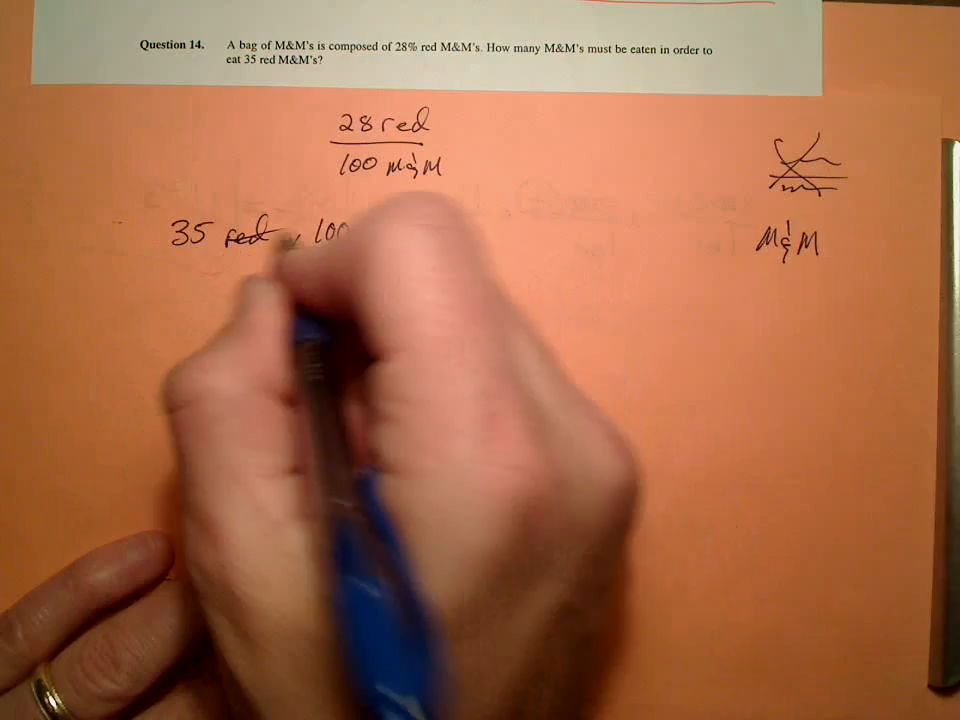 Question 14. A bag of M&M's is composed of 28% red M&M's. How many M&M's must be eaten in order to
eat 35 red M&M's?
28 red
100 M&M
35 red 100
M&M